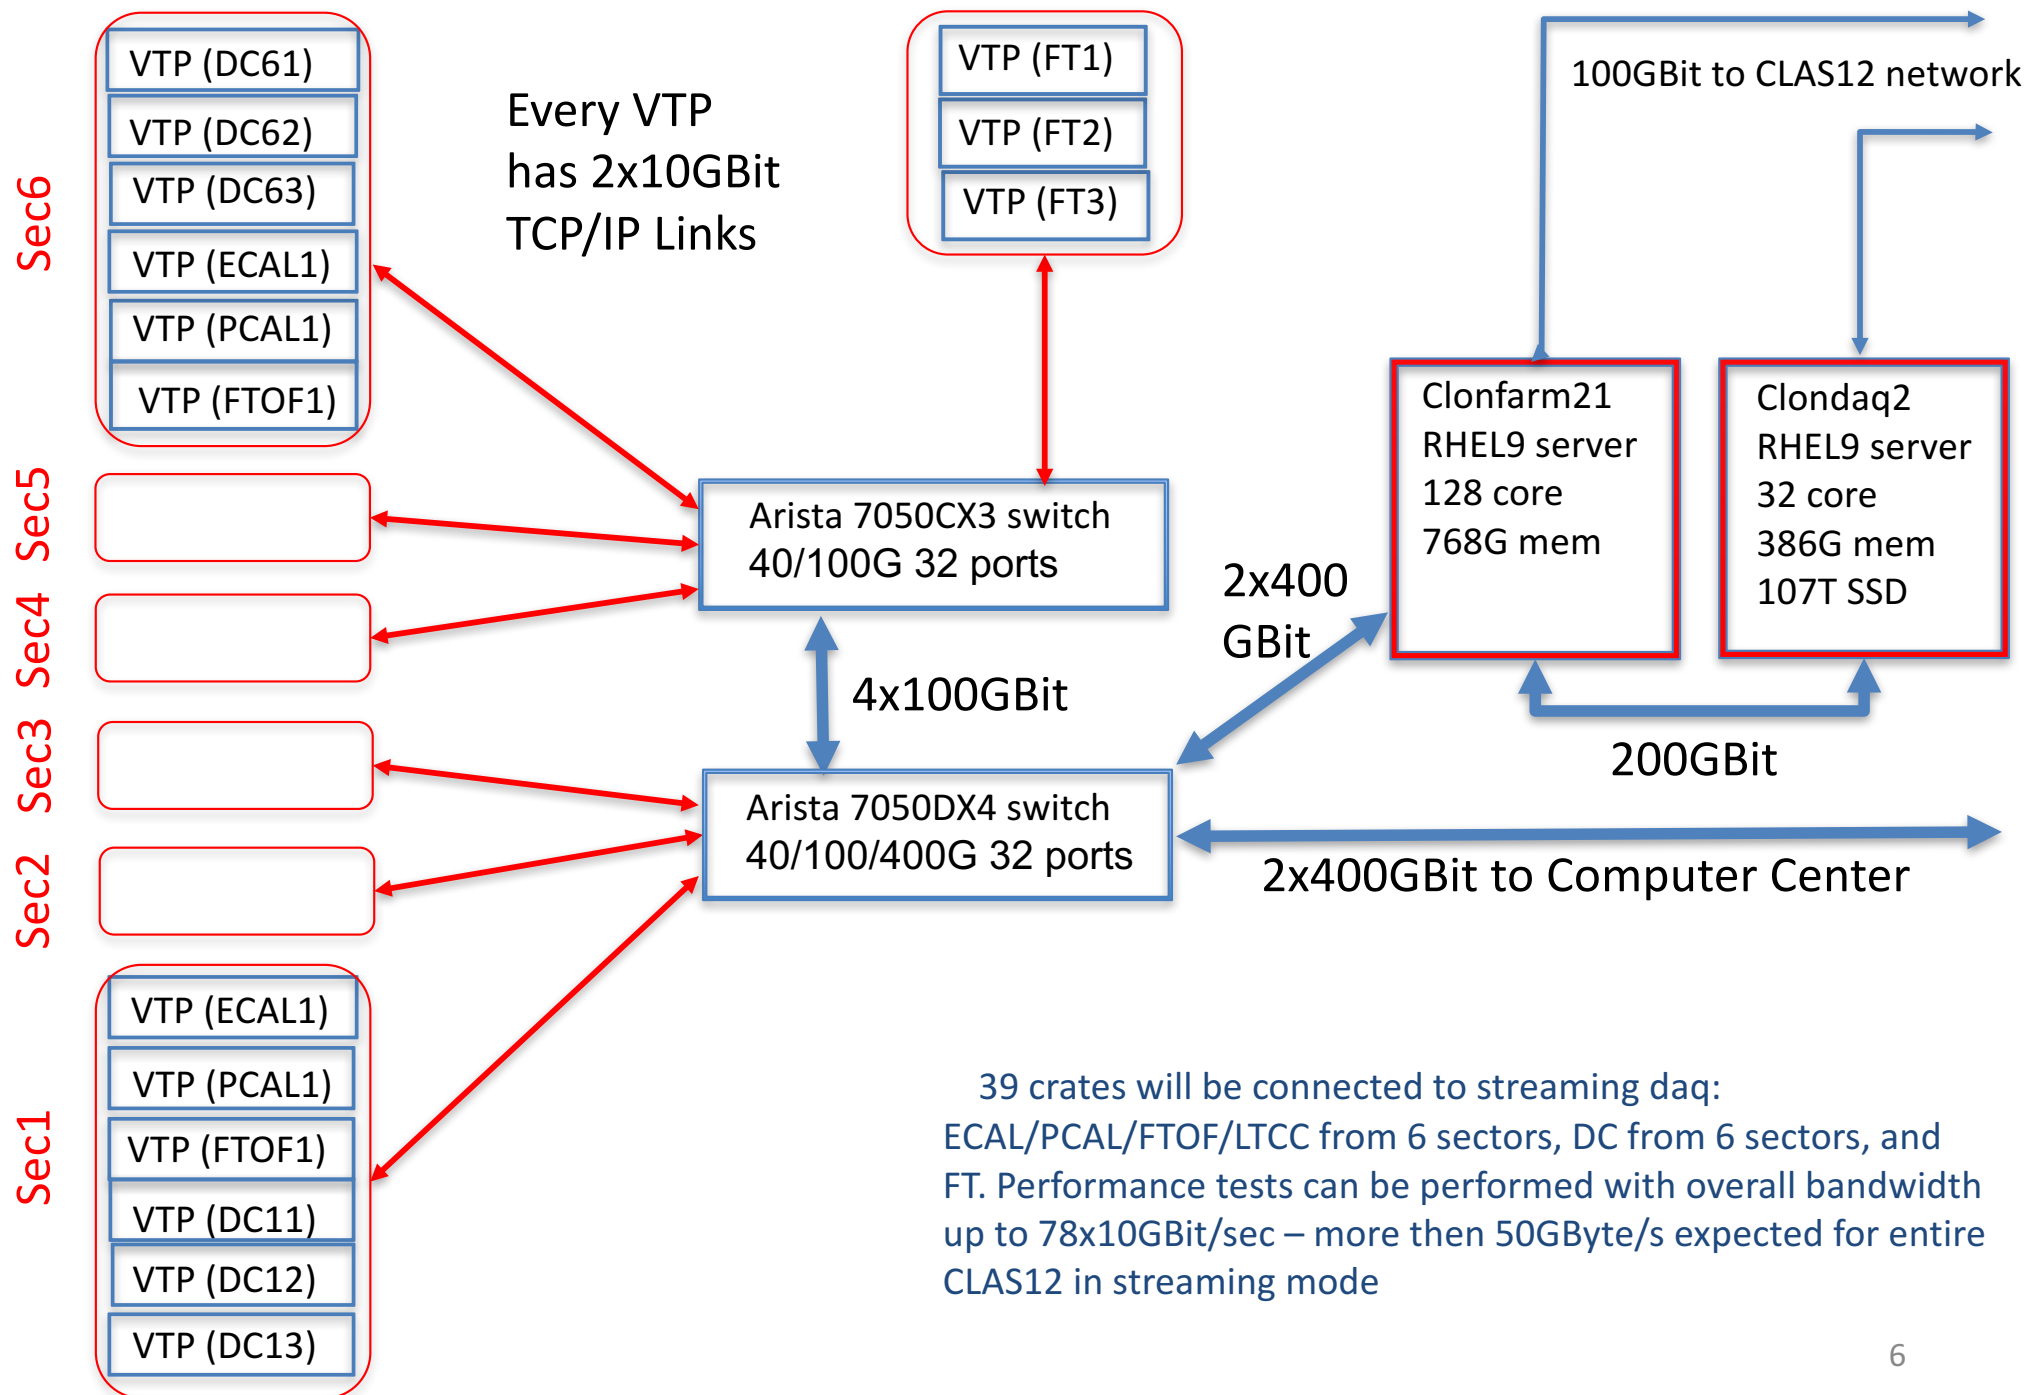 Sec6
VTP (DC61)
VTP (DC62)
VTP (DC63)
VTP (ECAL1)
VTP (PCAL1)
VTP (FTOF1)
Every VTP
has 2x10GBit
TCP/IP Links
VTP (FT1)
VTP (FT2)
VTP (FT3)
100GBit to CLAS12 network
Clonfarm21
RHEL9 server
128 core
768G mem
Clondaq2
RHEL9 server
32 core
386G mem
107T SSD
Sec5
Sec4
Sec3
Sec2
Arista 7050CX3 switch
40/100G 32 ports
2x400
GBit
4x100GBit
200GBit
Arista 7050DX4 switch
40/100/400G 32 ports
2x400GBit to Computer Center
Sec1
VTP (ECAL1)
VTP (PCAL1)
VTP (FTOF1)
VTP (DC11)
VTP (DC12)
VTP (DC13)
39 crates will be connected to streaming daq:
ECAL/PCAL/FTOF/LTCC from 6 sectors, DC from 6 sectors, and
FT. Performance tests can be performed with overall bandwidth
up to 78x10GBit/sec – more then 50GByte/s expected for entire
CLAS12 in streaming mode
6